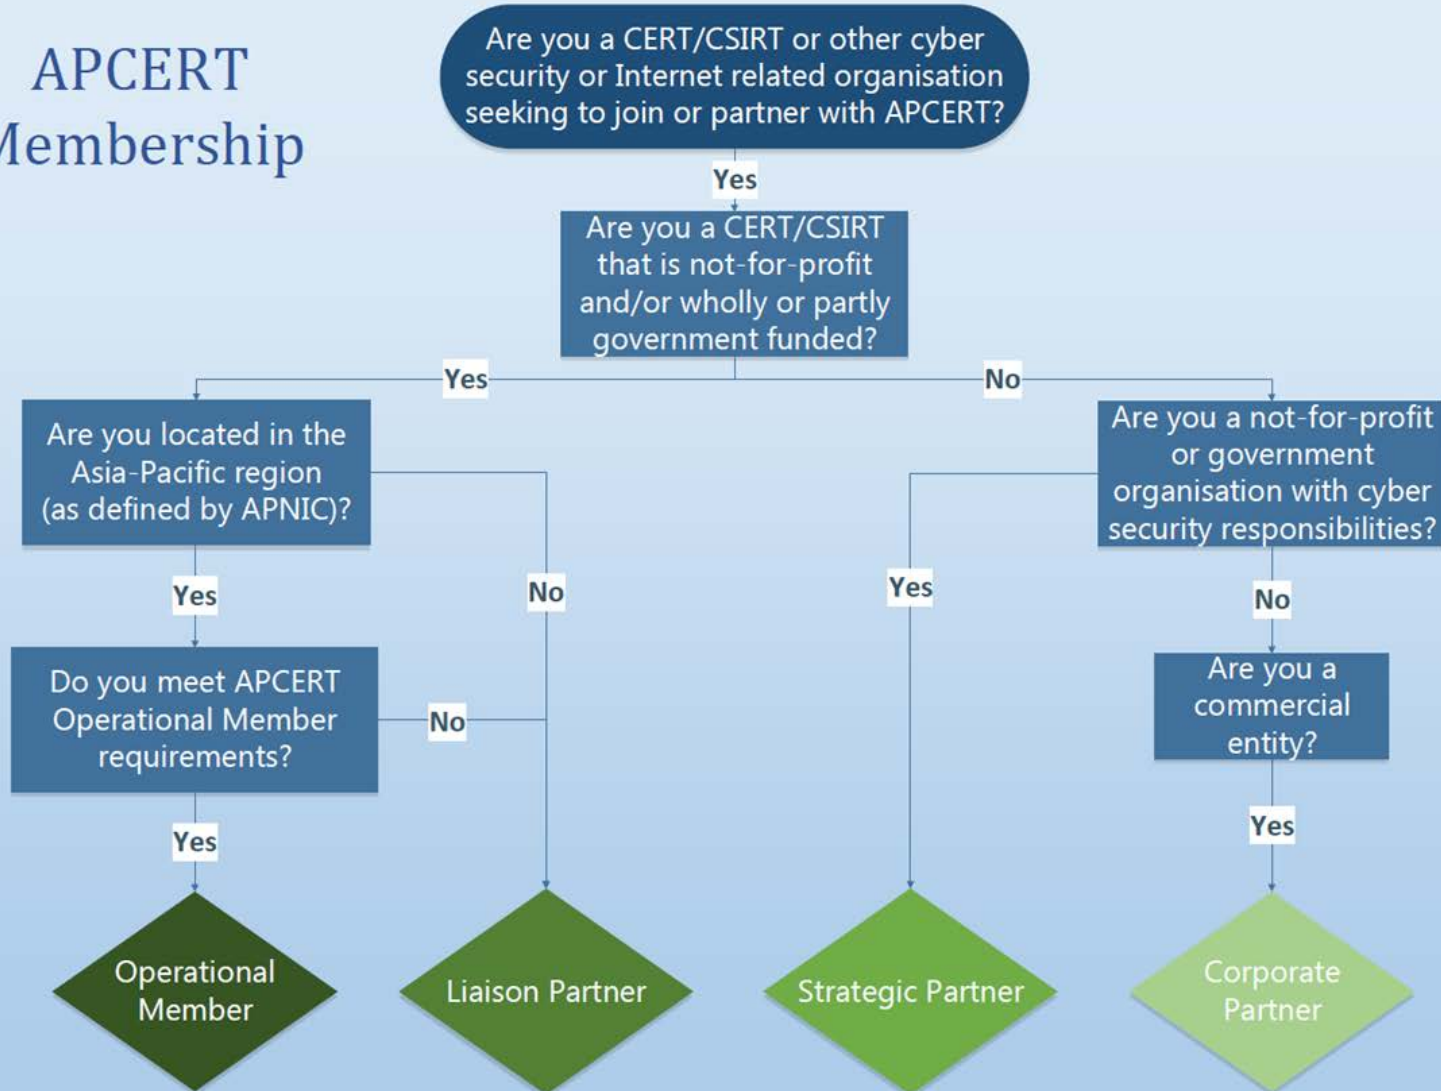 APCERT
Membership
Are you a CERT/CSIRT or other cyber
security or Internet related organisation
seeking to join or partner with APCERT?
Yes
Are you a CERT/CSIRT
that is not-for-profit
and/or wholly or partly
government funded?
Yes
No
Are you located in the
Asia-Pacific region
(as defined by APNIC)?
Are you a not-for-profit
or government
organisation with cyber
security responsibilities?
Yes
No
Yes
No
Do you meet APCERT
Operational Member
requirements?
No
Are you a
commercial
entity?
Yes
Yes
Operational
Member
Liaison Partner
Strategic Partner
Corporate
Partner